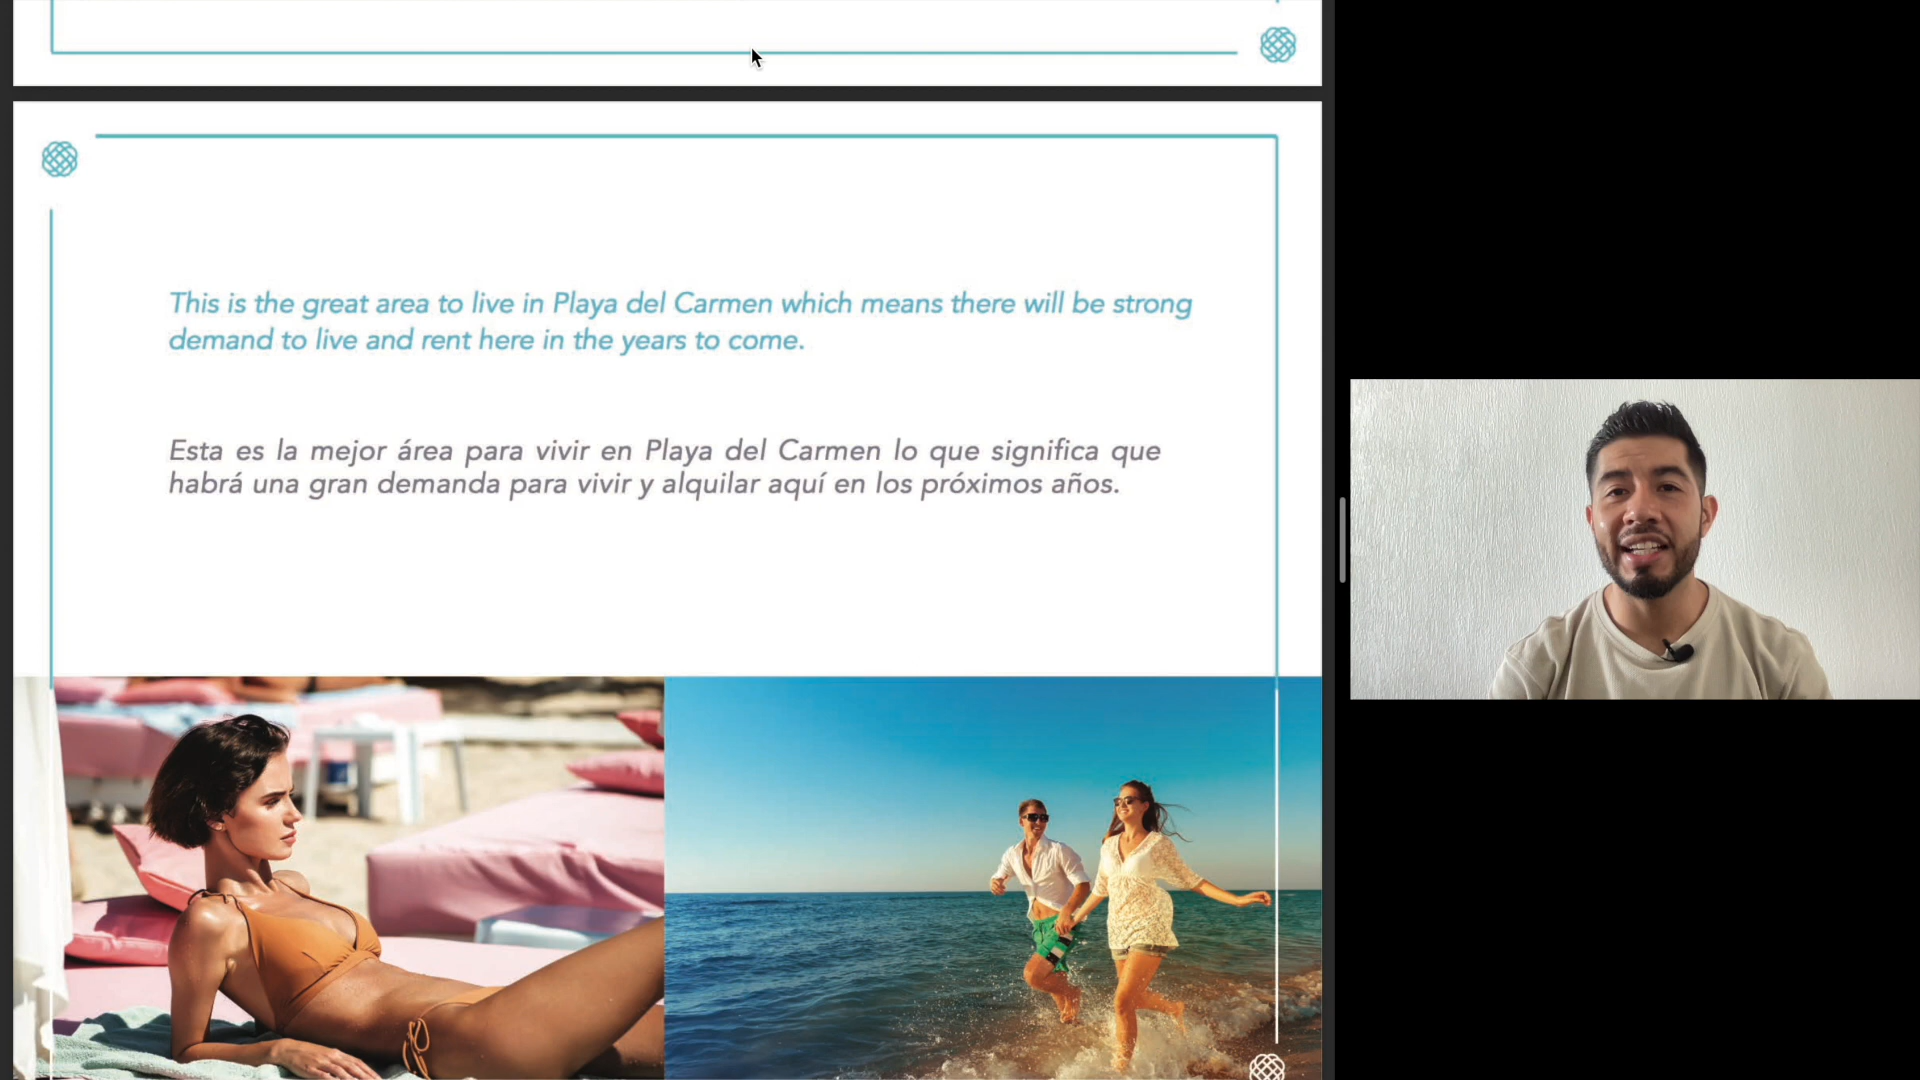 This is the great area to live in Playa del Carmen which means there will be strong
demand to live and rent here in the years to come.
Esta es la mejor área para vivir en Playa del Carmen lo que significa que
habrá una gran demanda para vivir y alquilar aquí en los próximos años.